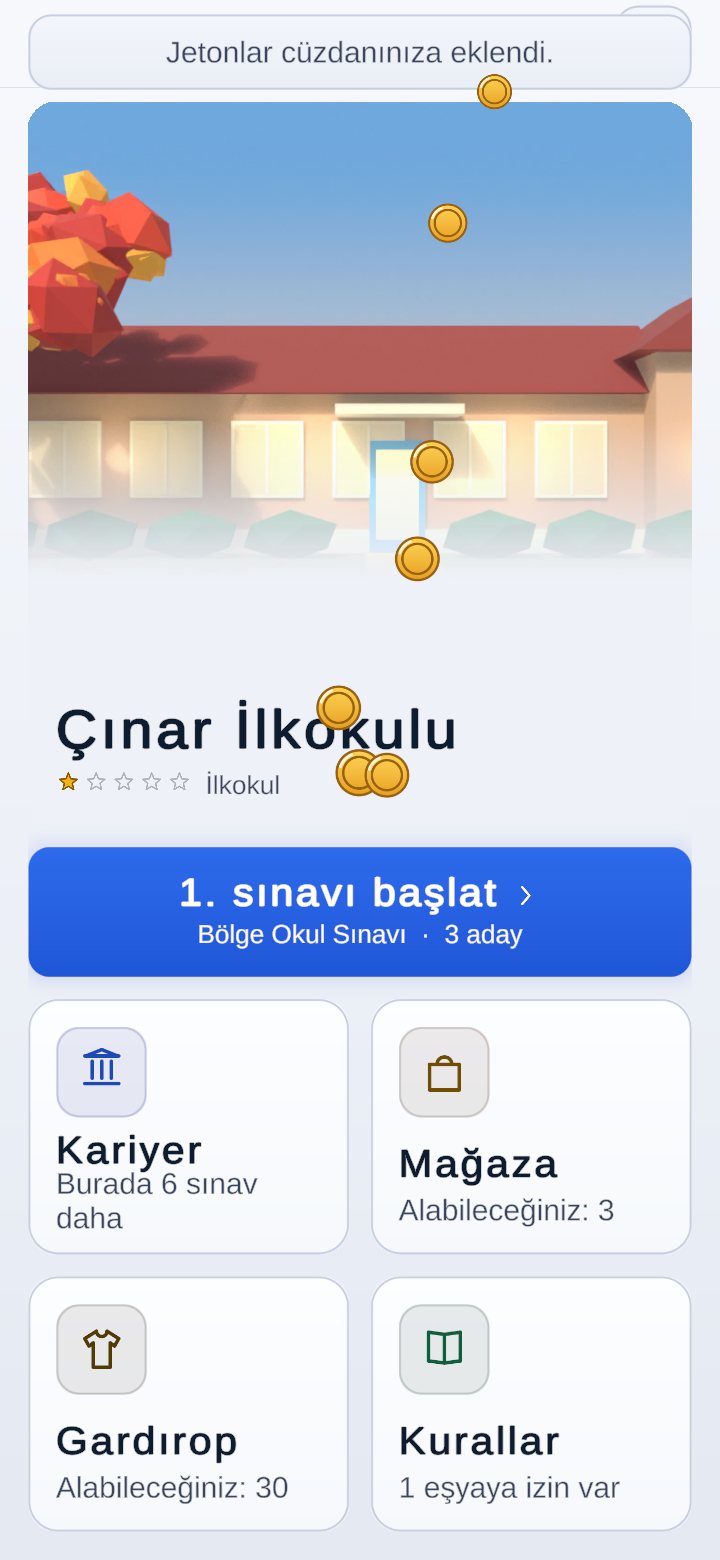 Jetonlar cüzdanınıza eklendi.
Çınar İlkokulu
İlkokul
1. sınavı başlat ›
Bölge Okul Sınavı · 3 aday
Kariyer
Burada 6 sınav
daha
Mağaza
Alabileceğiniz: 3
Gardırop
Alabileceğiniz: 30
Kurallar
1 eşyaya izin var